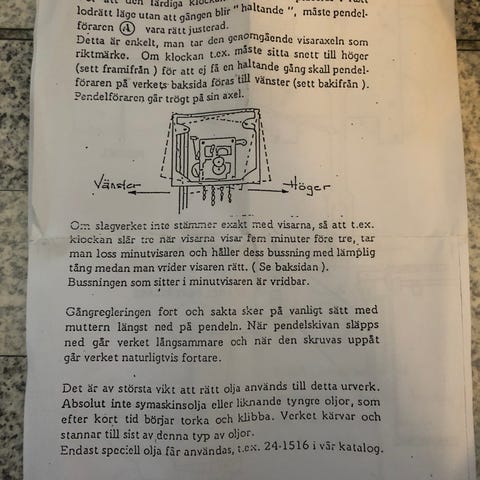 att den färdiga klockan
lodrätt läge utan att gången blir "haltande", måste pendel-
föraren Ⓐ vara rätt justerad.
Detta är enkelt, man tar den genomgående visaraxeln som
riktmärke. Om klockan t.ex. måste sitta snett till höger
(sett framifrån) för att ej få en haltande gång skall pendel-
föraren på verkets baksida föras till vänster (sett bakifrån).
Pendelföraren går trögt på sin axel.
Vänster
Höger
Om slagverket inte stämmer exakt med visarna, så att t.ex.
klockan slår tre när visarna visar fem minuter före tre, tar
man loss minutvisaren och håller dess bussning med lämplig
tång medan man vrider visaren rätt. (Se baksidan).
Bussningen som sitter i minutvisaren är vridbar.
Gångregleringen fort och sakta sker på vanligt sätt med
muttern längst ned på pendeln. När pendelskivan släpps
ned går verket långsammare och när den skruvas uppåt
går verket naturligtvis fortare.
Det är av största vikt att rätt olja används till detta urverk.
Absolut inte symaskinsolja eller liknande tyngre oljor, som
efter kort tid börjar torka och klibba. Verket kärvar och
stannar till sist av denna typ av oljor.
Endast speciell olja får användas, t.ex. 24-1516 i vår katalog.